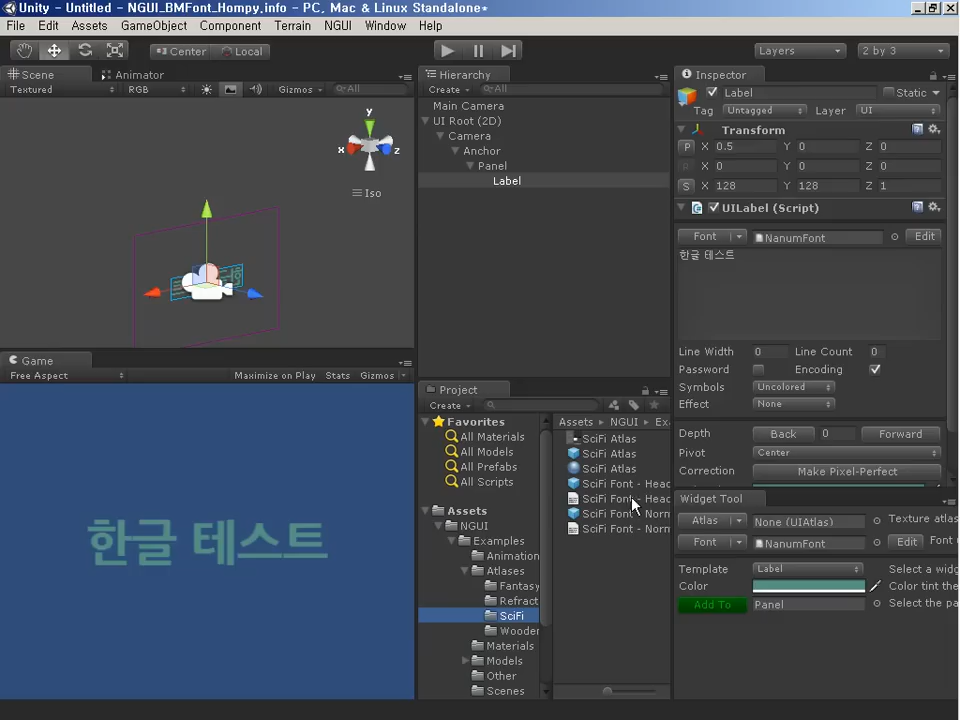 Unity - Untitled - NGUI_BMFont_Hompy.info - PC, Mac & Linux Standalone*
File Edit Assets GameObject Component Terrain NGUI Window Help
Center Local Layers 2 by 3
Scene Animator
Textured RGB Gizmos All
y
x z
Iso
Game
Free Aspect Maximize on Play Stats Gizmos
한글 테스트
Hierarchy
Create All
Main Camera
UI Root (2D)
Camera
Anchor
Panel
Label
Project
Create
Favorites
All Materials
All Models
All Prefabs
All Scripts
Assets
NGUI
Examples
Animation
Atlases
Fantasy
Refract
SciFi
Wooden
Materials
Models
Other
Scenes
Assets NGUI Exa
SciFi Atlas
SciFi Atlas
SciFi Atlas
SciFi Font - Head
SciFi Font - Head
SciFi Font - Norm
SciFi Font - Norm
Inspector
Label Static
Tag Untagged Layer UI
Transform
P X 0.5 Y 0 Z 0
R X 0 Y 0 Z 0
S X 128 Y 128 Z 1
UILabel (Script)
Font NanumFont Edit
한글 테스트
Line Width 0 Line Count 0
Password Encoding
Symbols Uncolored
Effect None
Depth Back 0 Forward
Pivot Center
Correction Make Pixel-Perfect
Widget Tool
Atlas None (UIAtlas) Texture atlas
Font NanumFont Edit Font
Template Label Select a widg
Color Color tint the
Add To Panel Select the pa